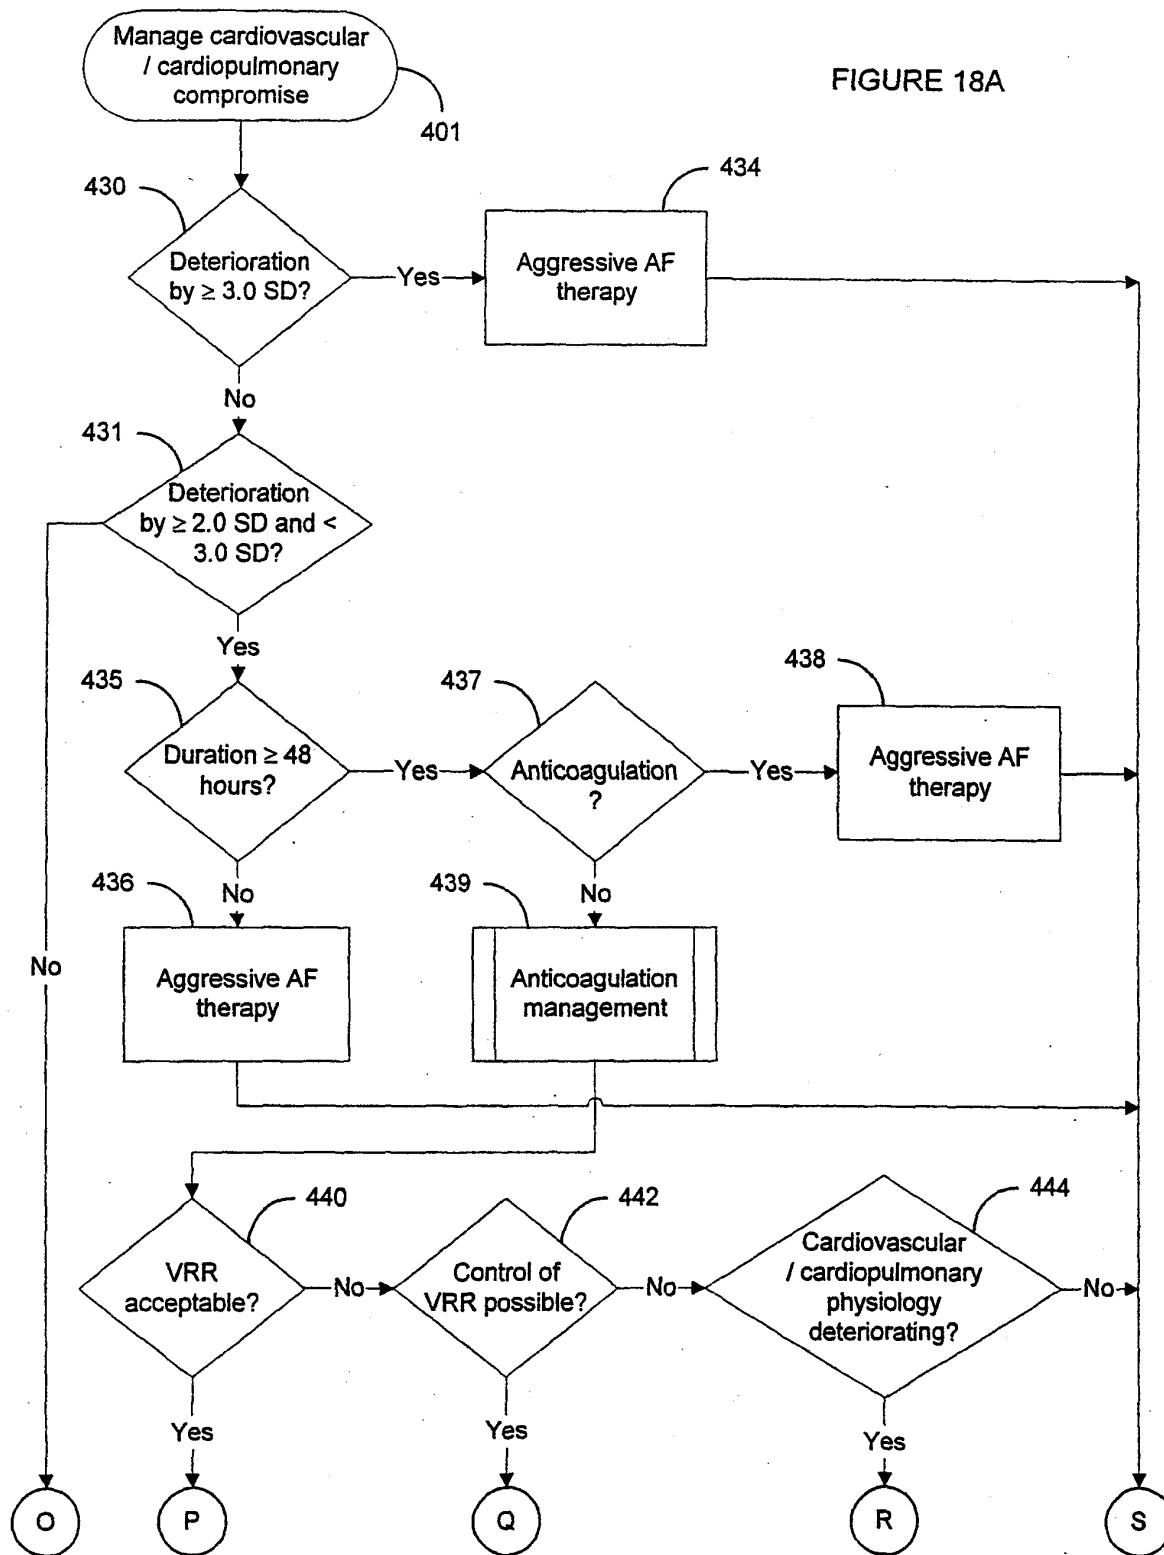 Manage cardiovascular
/ cardiopulmonary
compromise
FIGURE 18A
401
430
434
Deterioration
by ≥ 3.0 SD?
Yes
Aggressive AF
therapy
No
431
Deterioration
by ≥ 2.0 SD and <
3.0 SD?
Yes
435
437
438
Duration ≥ 48
hours?
Yes
Anticoagulation
?
Yes
Aggressive AF
therapy
No
No
436
439
No
Aggressive AF
therapy
Anticoagulation
management
440
442
444
VRR
acceptable?
No
Control of
VRR possible?
No
Cardiovascular
/ cardiopulmonary
physiology
deteriorating?
No
Yes
Yes
Yes
O
P
Q
R
S